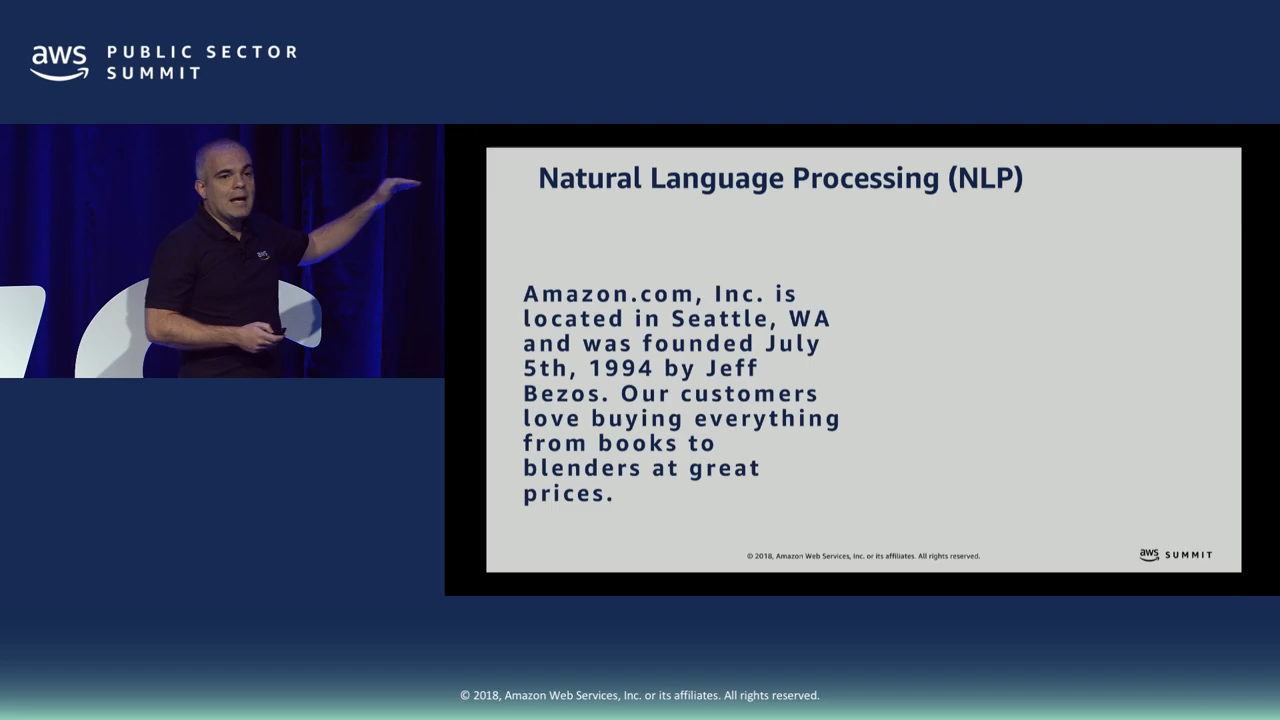 aws
PUBLIC SECTOR
SUMMIT
aws
Natural Language Processing (NLP)
Amazon.com, Inc. is
located in Seattle, WA
and was founded July
5th, 1994 by Jeff
Bezos. Our customers
love buying everything
from books to
blenders at great
prices.
© 2018, Amazon Web Services, Inc. or its affiliates. All rights reserved.
aws SUMMIT
© 2018, Amazon Web Services, Inc. or its affiliates. All rights reserved.